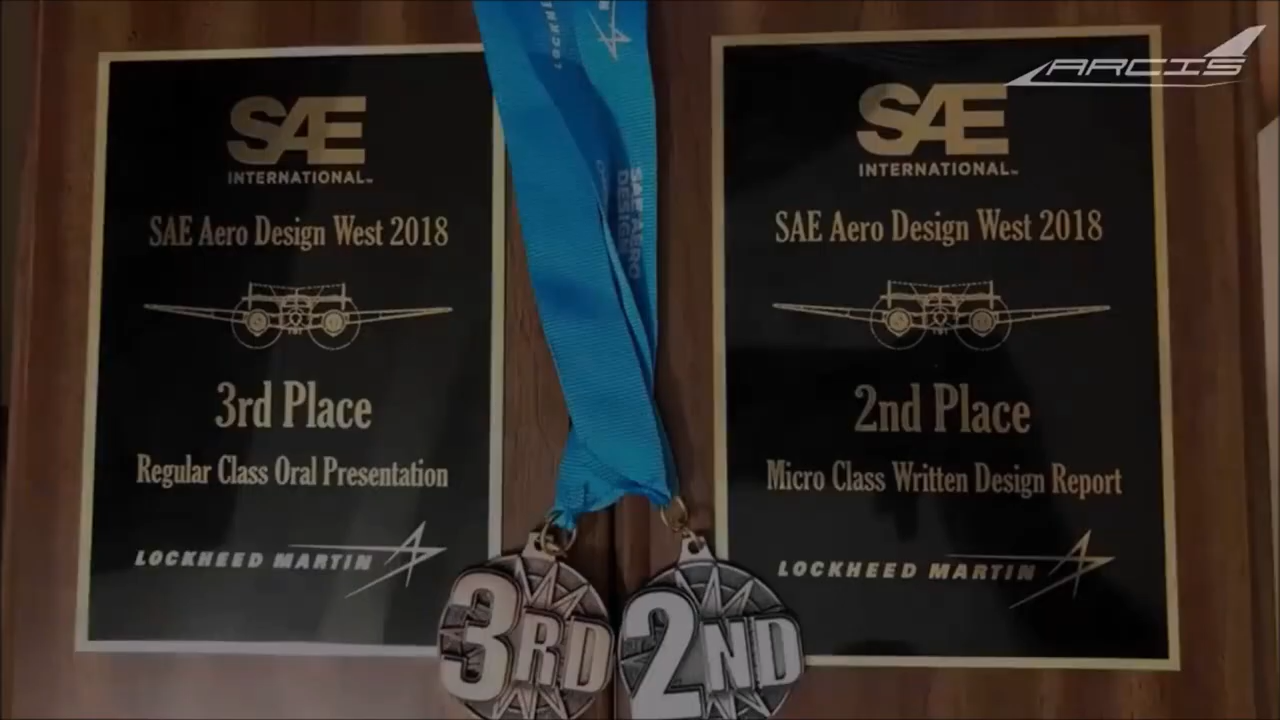 SAE
INTERNATIONAL
SAE Aero Design West 2018
3rd Place
Regular Class Oral Presentation
LOCKHEED MARTIN
LOCKHE
SAE AERO
DESIGN
3RD
2ND
ARCIS
SAE
INTERNATIONAL
SAE Aero Design West 2018
2nd Place
Micro Class Written Design Report
LOCKHEED MARTIN